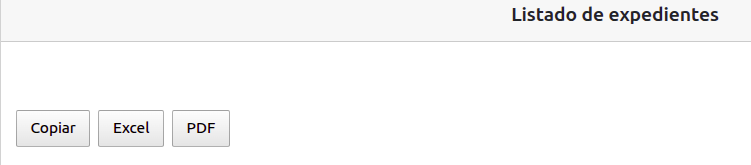 Listado de expedientes
Copiar Excel PDF